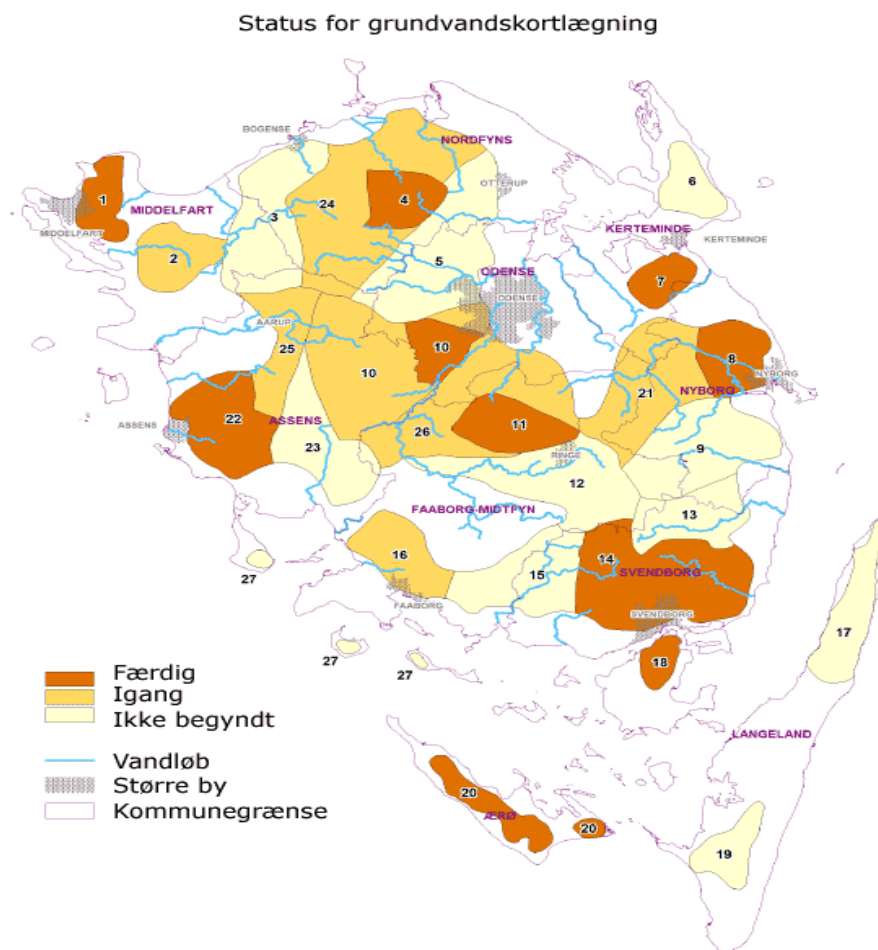 Status for grundvandskortlægning
BOGENSE
NORDFYNS
OTTERUP
6
1
MIDDELFART
MIDDELFART
3
24
4
KERTEMINDE
KERTEMINDE
2
5
ODENSE
ODENSE
7
AARUP
25
10
10
8
NYBORG
NYBORG
21
22
ASSENS
ASSENS
23
26
11
RINGE
9
12
FAABORG-MIDTFYN
13
16
14
15
SVENDBORG
27
FAABORG
SVENDBORG
17
27
27
18
Færdig
Igang
Ikke begyndt
LANGELAND
Vandløb
Større by
Kommunegrænse
20
ÆRØ
20
19